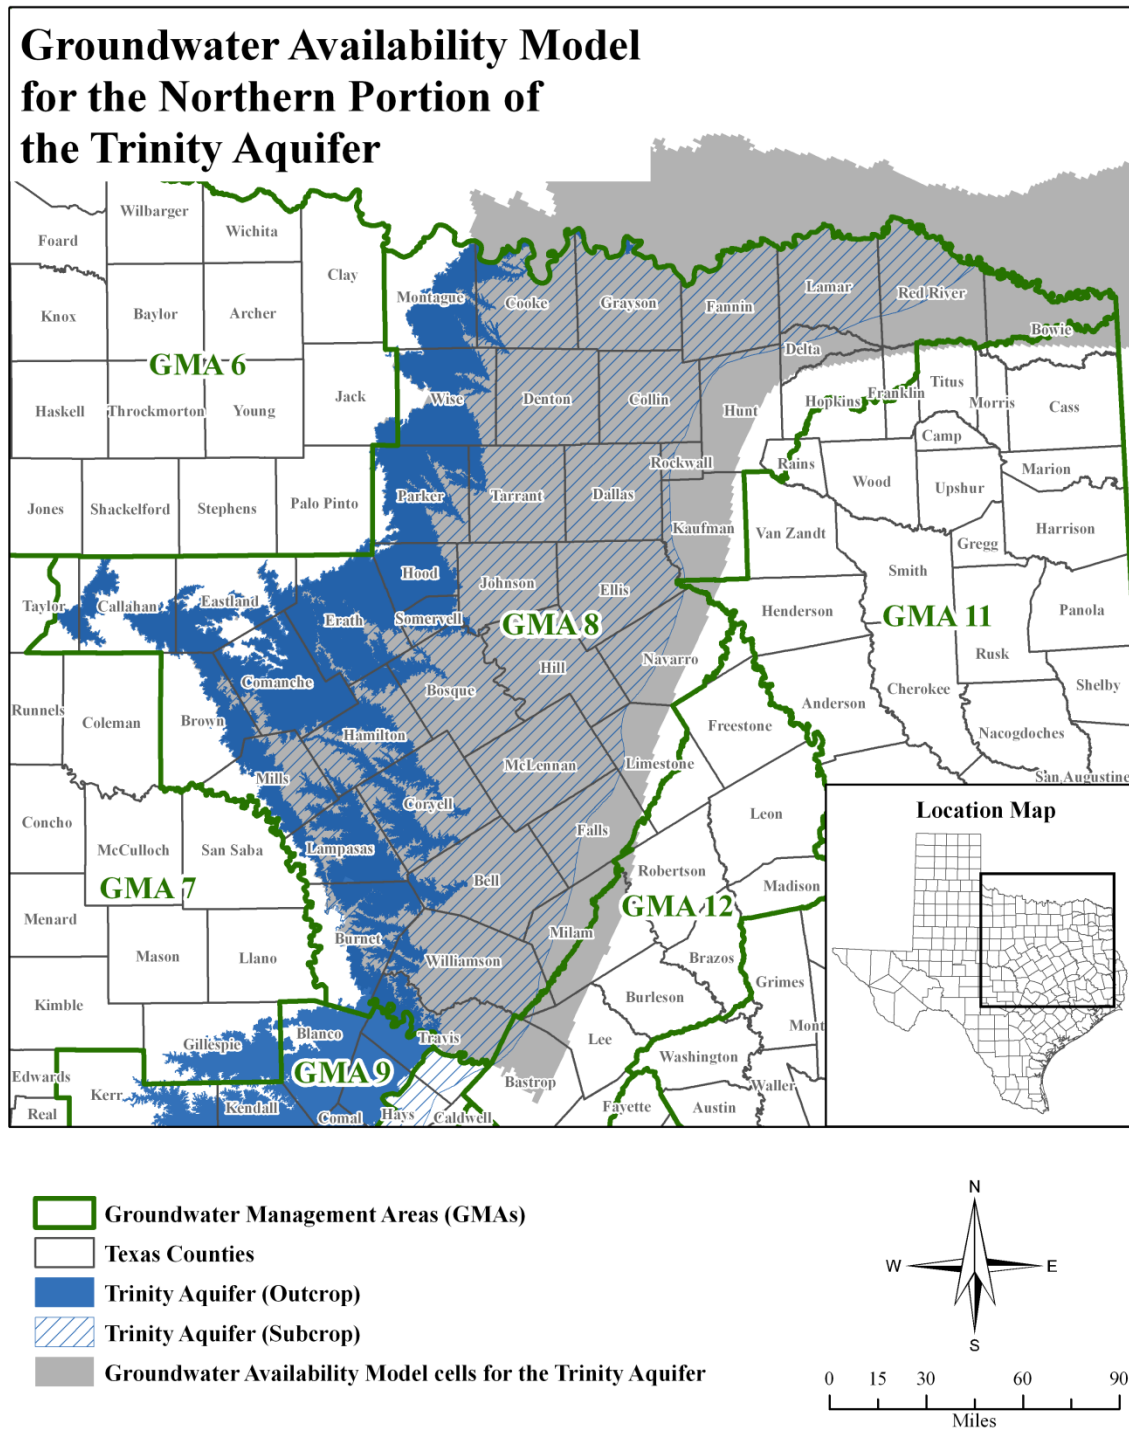 Groundwater Availability Model
for the Northern Portion of
the Trinity Aquifer
Wilbarger
Wichita
Foard
Clay
Montague
Cooke
Grayson
Fannin
Lamar
Red River
Knox
Baylor
Archer
Bowie
GMA 6
Delta
Titus
Haskell
Throckmorton
Young
Jack
Wise
Denton
Collin
Hunt
Hopkins
Franklin
Morris
Cass
Camp
Rockwall
Rains
Wood
Marion
Upshur
Jones
Shackelford
Stephens
Palo Pinto
Parker
Tarrant
Dallas
Kaufman
Van Zandt
Harrison
Gregg
Smith
Taylor
Callahan
Eastland
Hood
Johnson
Ellis
Erath
Somervell
GMA 8
Henderson
GMA 11
Panola
Rusk
Navarro
Hill
Comanche
Bosque
Cherokee
Shelby
Runnels
Coleman
Brown
Anderson
Freestone
Nacogdoches
Hamilton
McLennan
Limestone
Mills
San Augustine
Coryell
Concho
McCulloch
San Saba
Lampasas
Falls
Leon
Location Map
GMA 7
Bell
Robertson
GMA 12
Madison
Menard
Burnet
Milam
Mason
Llano
Williamson
Brazos
Grimes
Kimble
Burleson
Mont
Gillespie
Blanco
Travis
Lee
Washington
GMA 9
Edwards
Kerr
Bastrop
Waller
Real
Kendall
Comal
Hays
Caldwell
Fayette
Austin
Groundwater Management Areas (GMAs)
Texas Counties
Trinity Aquifer (Outcrop)
Trinity Aquifer (Subcrop)
Groundwater Availability Model cells for the Trinity Aquifer
N
W
E
S
0 15 30 60 90
Miles